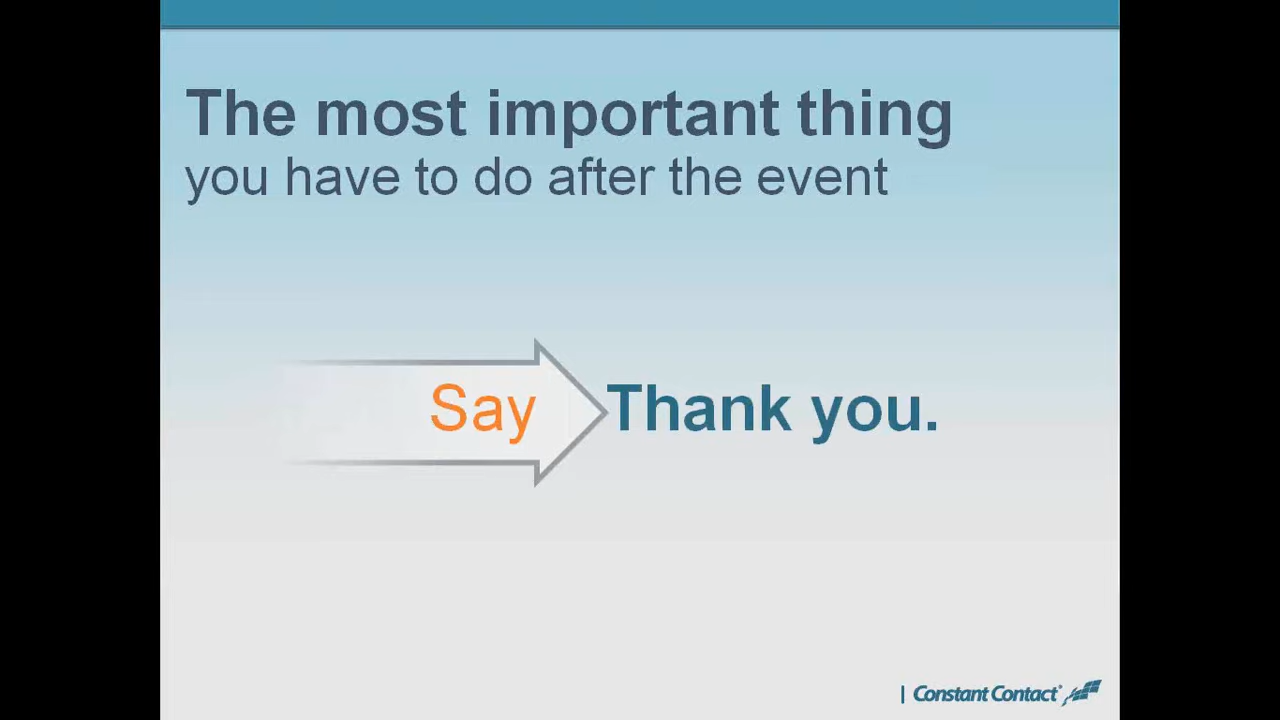 The most important thing
you have to do after the event
Say Thank you.
| Constant Contact®